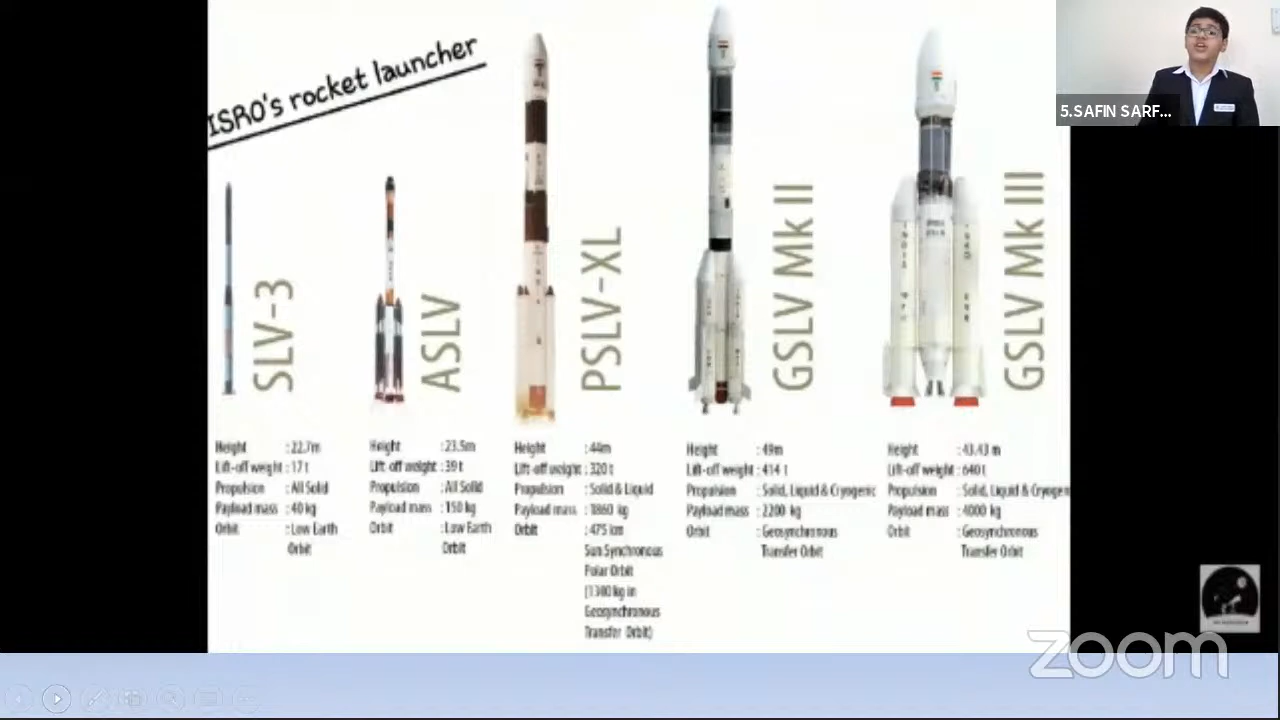 ISRO's rocket launcher
5.SAFIN SARF...
SLV-3
ASLV
PSLV-XL
GSLV Mk II
GSLV Mk III
Height : 22.7m
Lift-off weight : 17 t
Propulsion : All Solid
Payload mass : 40 kg
Orbit : Low Earth
Orbit
Height : 23.5m
Lift-off weight : 39 t
Propulsion : All Solid
Payload mass : 150 kg
Orbit : Low Earth
Orbit
Height : 44m
Lift-off weight : 320 t
Propulsion : Solid & Liquid
Payload mass : 1860 kg
Orbit : 475 km
Sun Synchronous
Polar Orbit
(1300 kg in
Geosynchronous
Transfer Orbit)
Height : 49m
Lift-off weight : 414 t
Propulsion : Solid, Liquid & Cryogenic
Payload mass : 2200 kg
Orbit : Geosynchronous
Transfer Orbit
Height : 43.43 m
Lift-off weight : 640 t
Propulsion : Solid, Liquid & Cryogen
Payload mass : 4000 kg
Orbit : Geosynchronous
Transfer Orbit
zoom